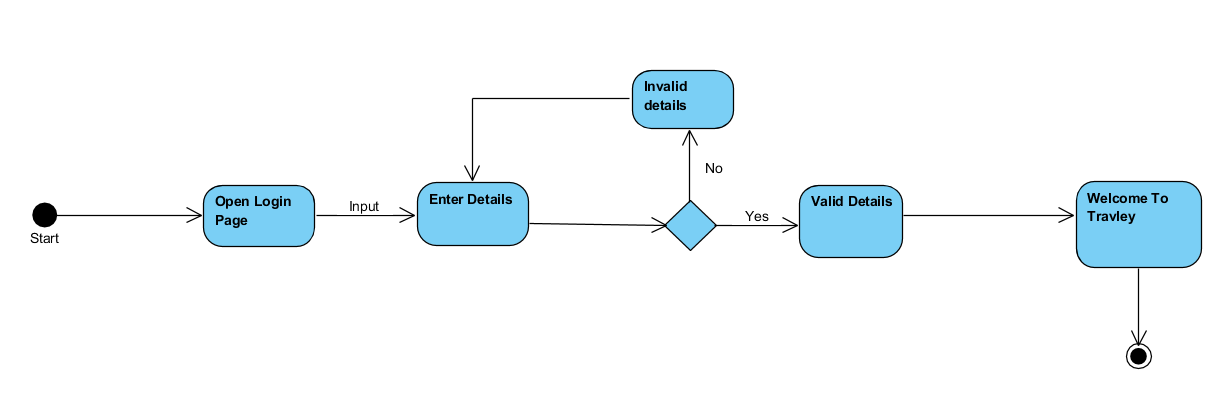 Start
Open Login
Page
Input
Enter Details
Invalid
details
No
Yes
Valid Details
Welcome To
Travley